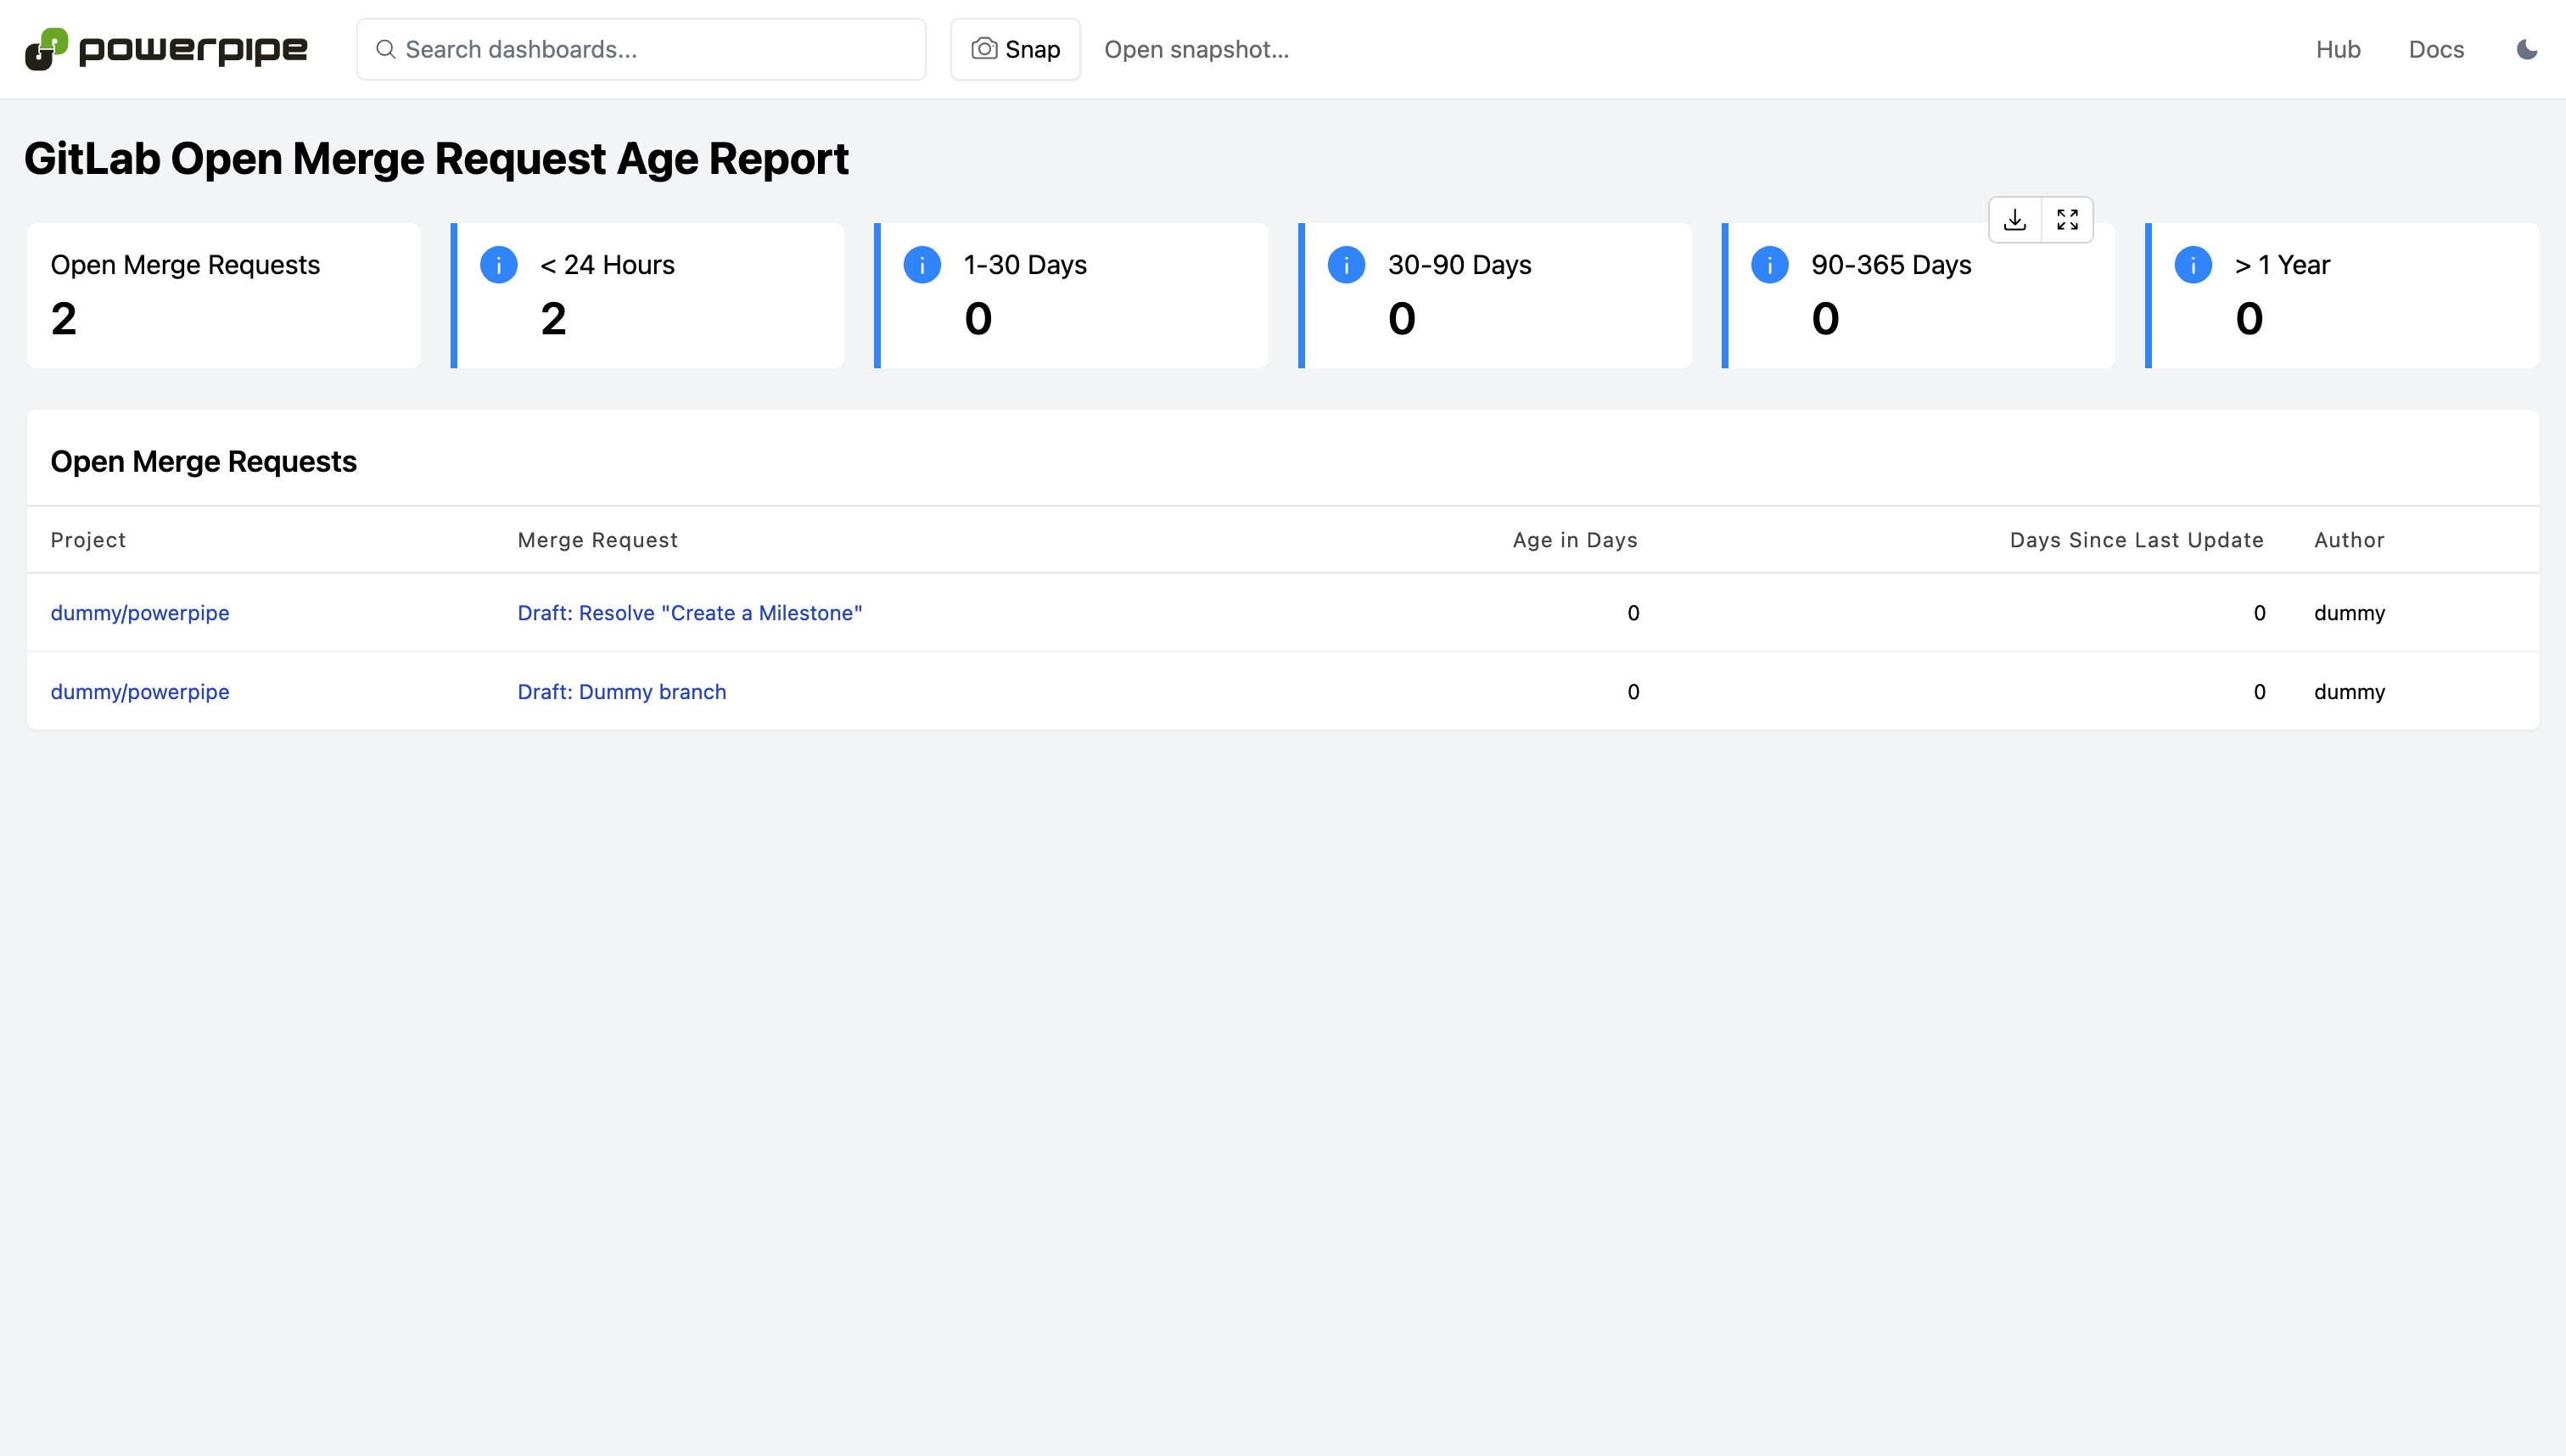 powerpipe Search dashboards... Snap Open snapshot... Hub Docs
GitLab Open Merge Request Age Report
Open Merge Requests
2
< 24 Hours
2
1-30 Days
0
30-90 Days
0
90-365 Days
0
> 1 Year
0
Open Merge Requests
Project Merge Request Age in Days Days Since Last Update Author
dummy/powerpipe Draft: Resolve "Create a Milestone" 0 0 dummy
dummy/powerpipe Draft: Dummy branch 0 0 dummy